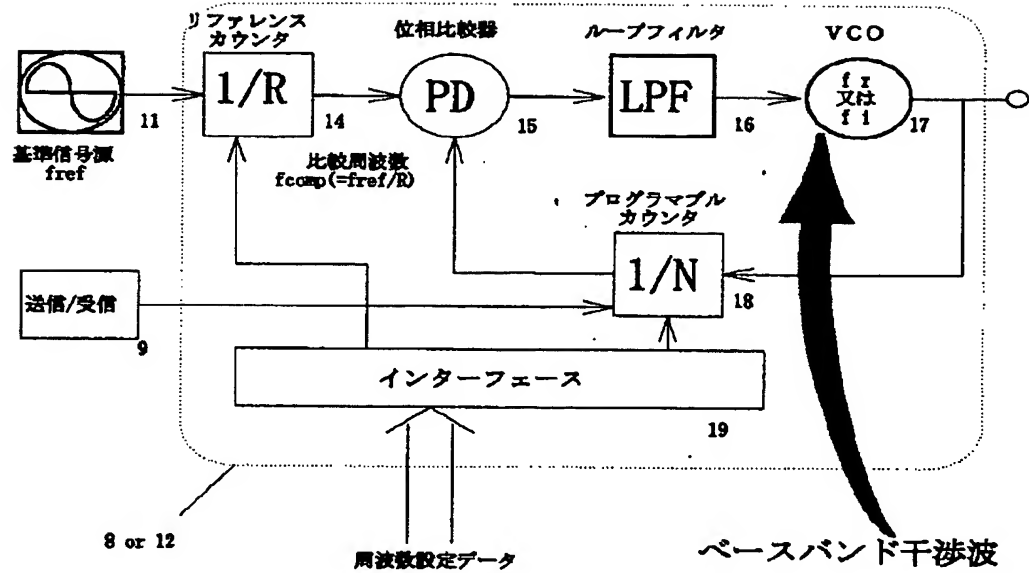 リファレンス
カウンタ
位相比較器
ループフィルタ
VCO
1/R
PD
LPF
fz
又は
fi
11
14
15
16
17
基準信号源
fref
比較周波数
fcomp(=fref/R)
プログラマブル
カウンタ
1/N
18
送信/受信
9
インターフェース
19
8 or 12
周波数設定データ
ベースバンド干渉波